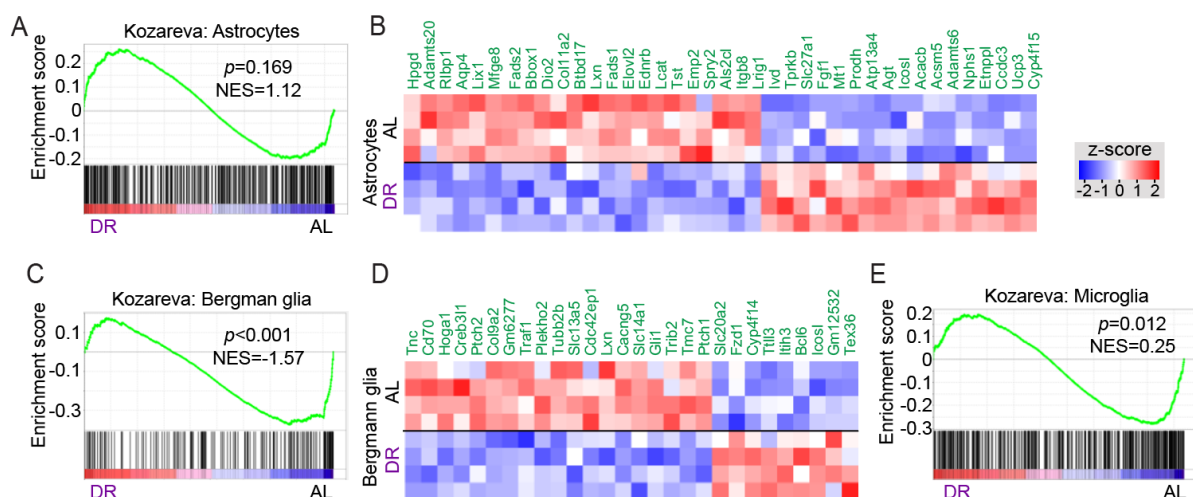 A
Kozareva: Astrocytes
Enrichment score
0.2
0.1
0
-0.1
-0.2
p=0.169
NES=1.12
DR
AL
B
Hpgd
Adamts20
Rlbp1
Aqp4
Lix1
Mfge8
Fads2
Bbox1
Dio2
Col11a2
Btbd17
Lxn
Fads1
Elovl2
Ednrb
Lcat
Tst
Emp2
Spry2
Als2cl
Itgb8
Lrig1
Ivd
Tprkb
Slc27a1
Fgf1
Mt1
Prodh
Atp13a4
Agt
Icosl
Acacb
Acsm5
Adamts6
Nphs1
Etnppl
Ccdc3
Ucp3
Cyp4f15
Astrocytes
AL
DR
z-score
-2 -1 0 1 2
C
Kozareva: Bergman glia
Enrichment score
0.1
-0.1
-0.3
p<0.001
NES=-1.57
DR
AL
D
Tnc
Cd70
Hoga1
Creb3l1
Ptch2
Col9a2
Gm6277
Traf1
Plekho2
Tubb2b
Slc13a5
Cdc42ep1
Lxn
Cacng5
Slc14a1
Gli1
Trib2
Tmc7
Ptch1
Slc20a2
Fzd1
Cyp4f14
Ttll3
Itih3
Bcl6
Icosl
Gm12532
Tex36
Bergmann glia
AL
DR
E
Kozareva: Microglia
Enrichment score
0.2
0.1
0
-0.1
-0.2
-0.3
p=0.012
NES=0.25
DR
AL